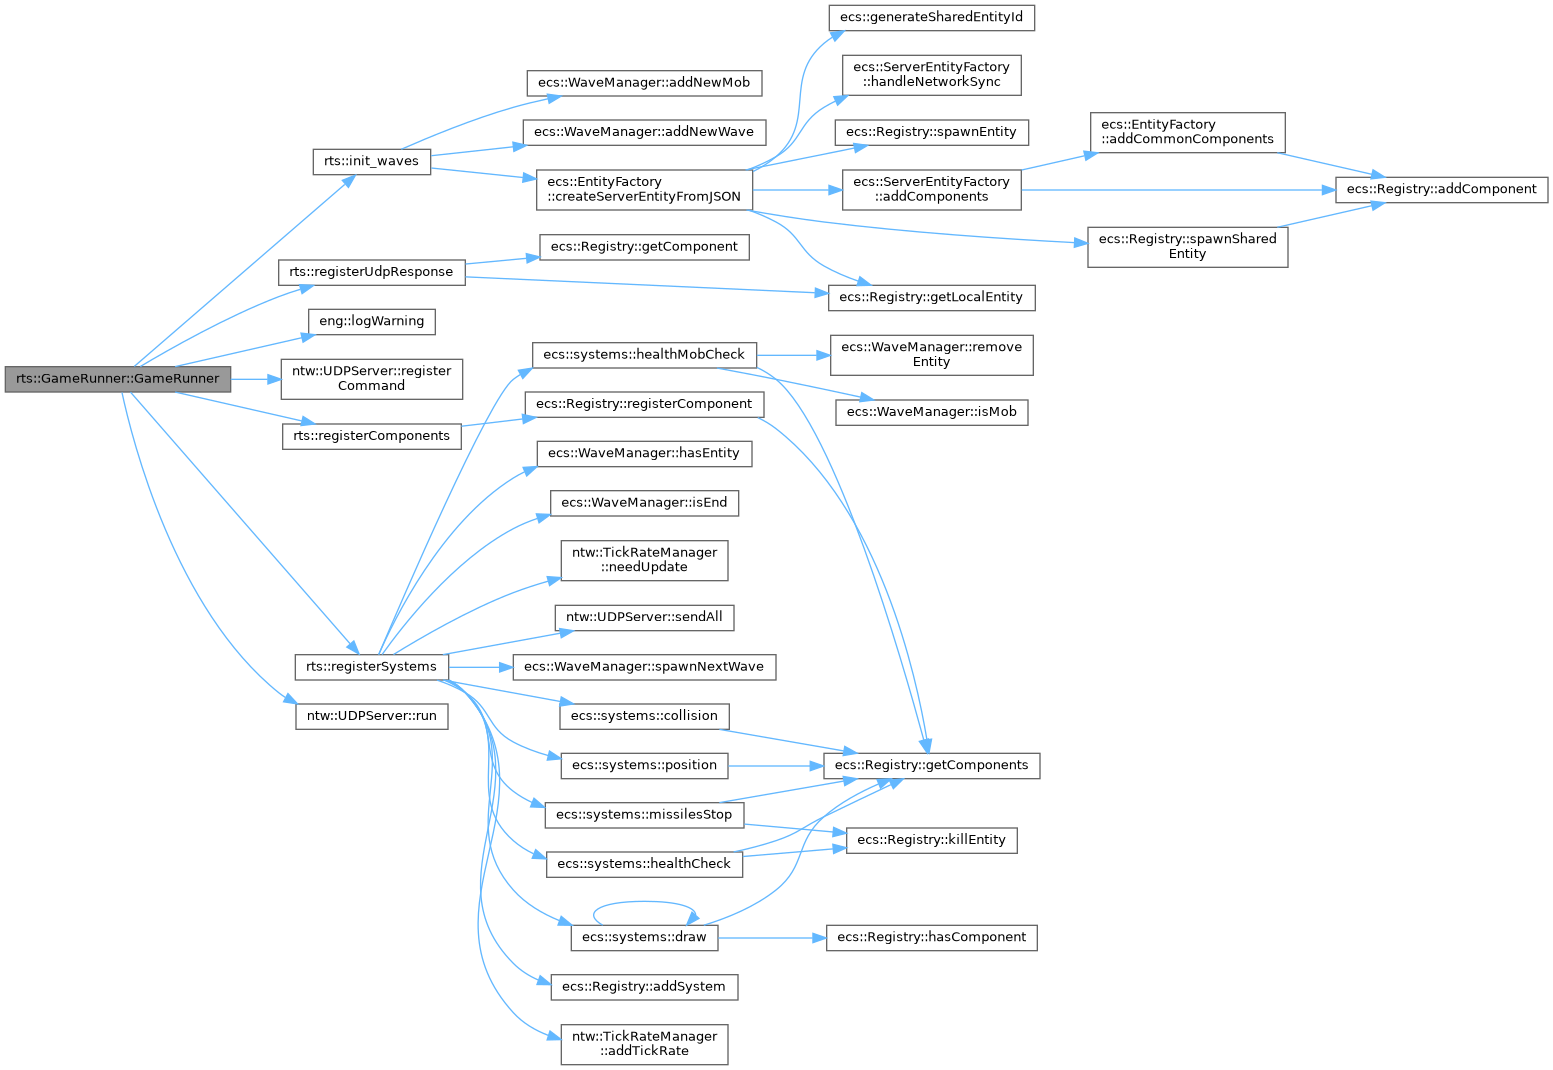 ecs::generateSharedEntityId
ecs::ServerEntityFactory
::handleNetworkSync
ecs::WaveManager::addNewMob
ecs::EntityFactory
::addCommonComponents
ecs::WaveManager::addNewWave
ecs::Registry::spawnEntity
rts::init_waves
ecs::EntityFactory
::createServerEntityFromJSON
ecs::ServerEntityFactory
::addComponents
ecs::Registry::addComponent
ecs::Registry::getComponent
ecs::Registry::spawnShared
Entity
rts::registerUdpResponse
ecs::Registry::getLocalEntity
eng::logWarning
ecs::systems::healthMobCheck
ecs::WaveManager::remove
Entity
rts::GameRunner::GameRunner
ntw::UDPServer::register
Command
ecs::Registry::registerComponent
ecs::WaveManager::isMob
rts::registerComponents
ecs::WaveManager::hasEntity
ecs::WaveManager::isEnd
ntw::TickRateManager
::needUpdate
ntw::UDPServer::sendAll
rts::registerSystems
ecs::WaveManager::spawnNextWave
ntw::UDPServer::run
ecs::systems::collision
ecs::systems::position
ecs::Registry::getComponents
ecs::systems::missilesStop
ecs::Registry::killEntity
ecs::systems::healthCheck
ecs::systems::draw
ecs::Registry::hasComponent
ecs::Registry::addSystem
ntw::TickRateManager
::addTickRate